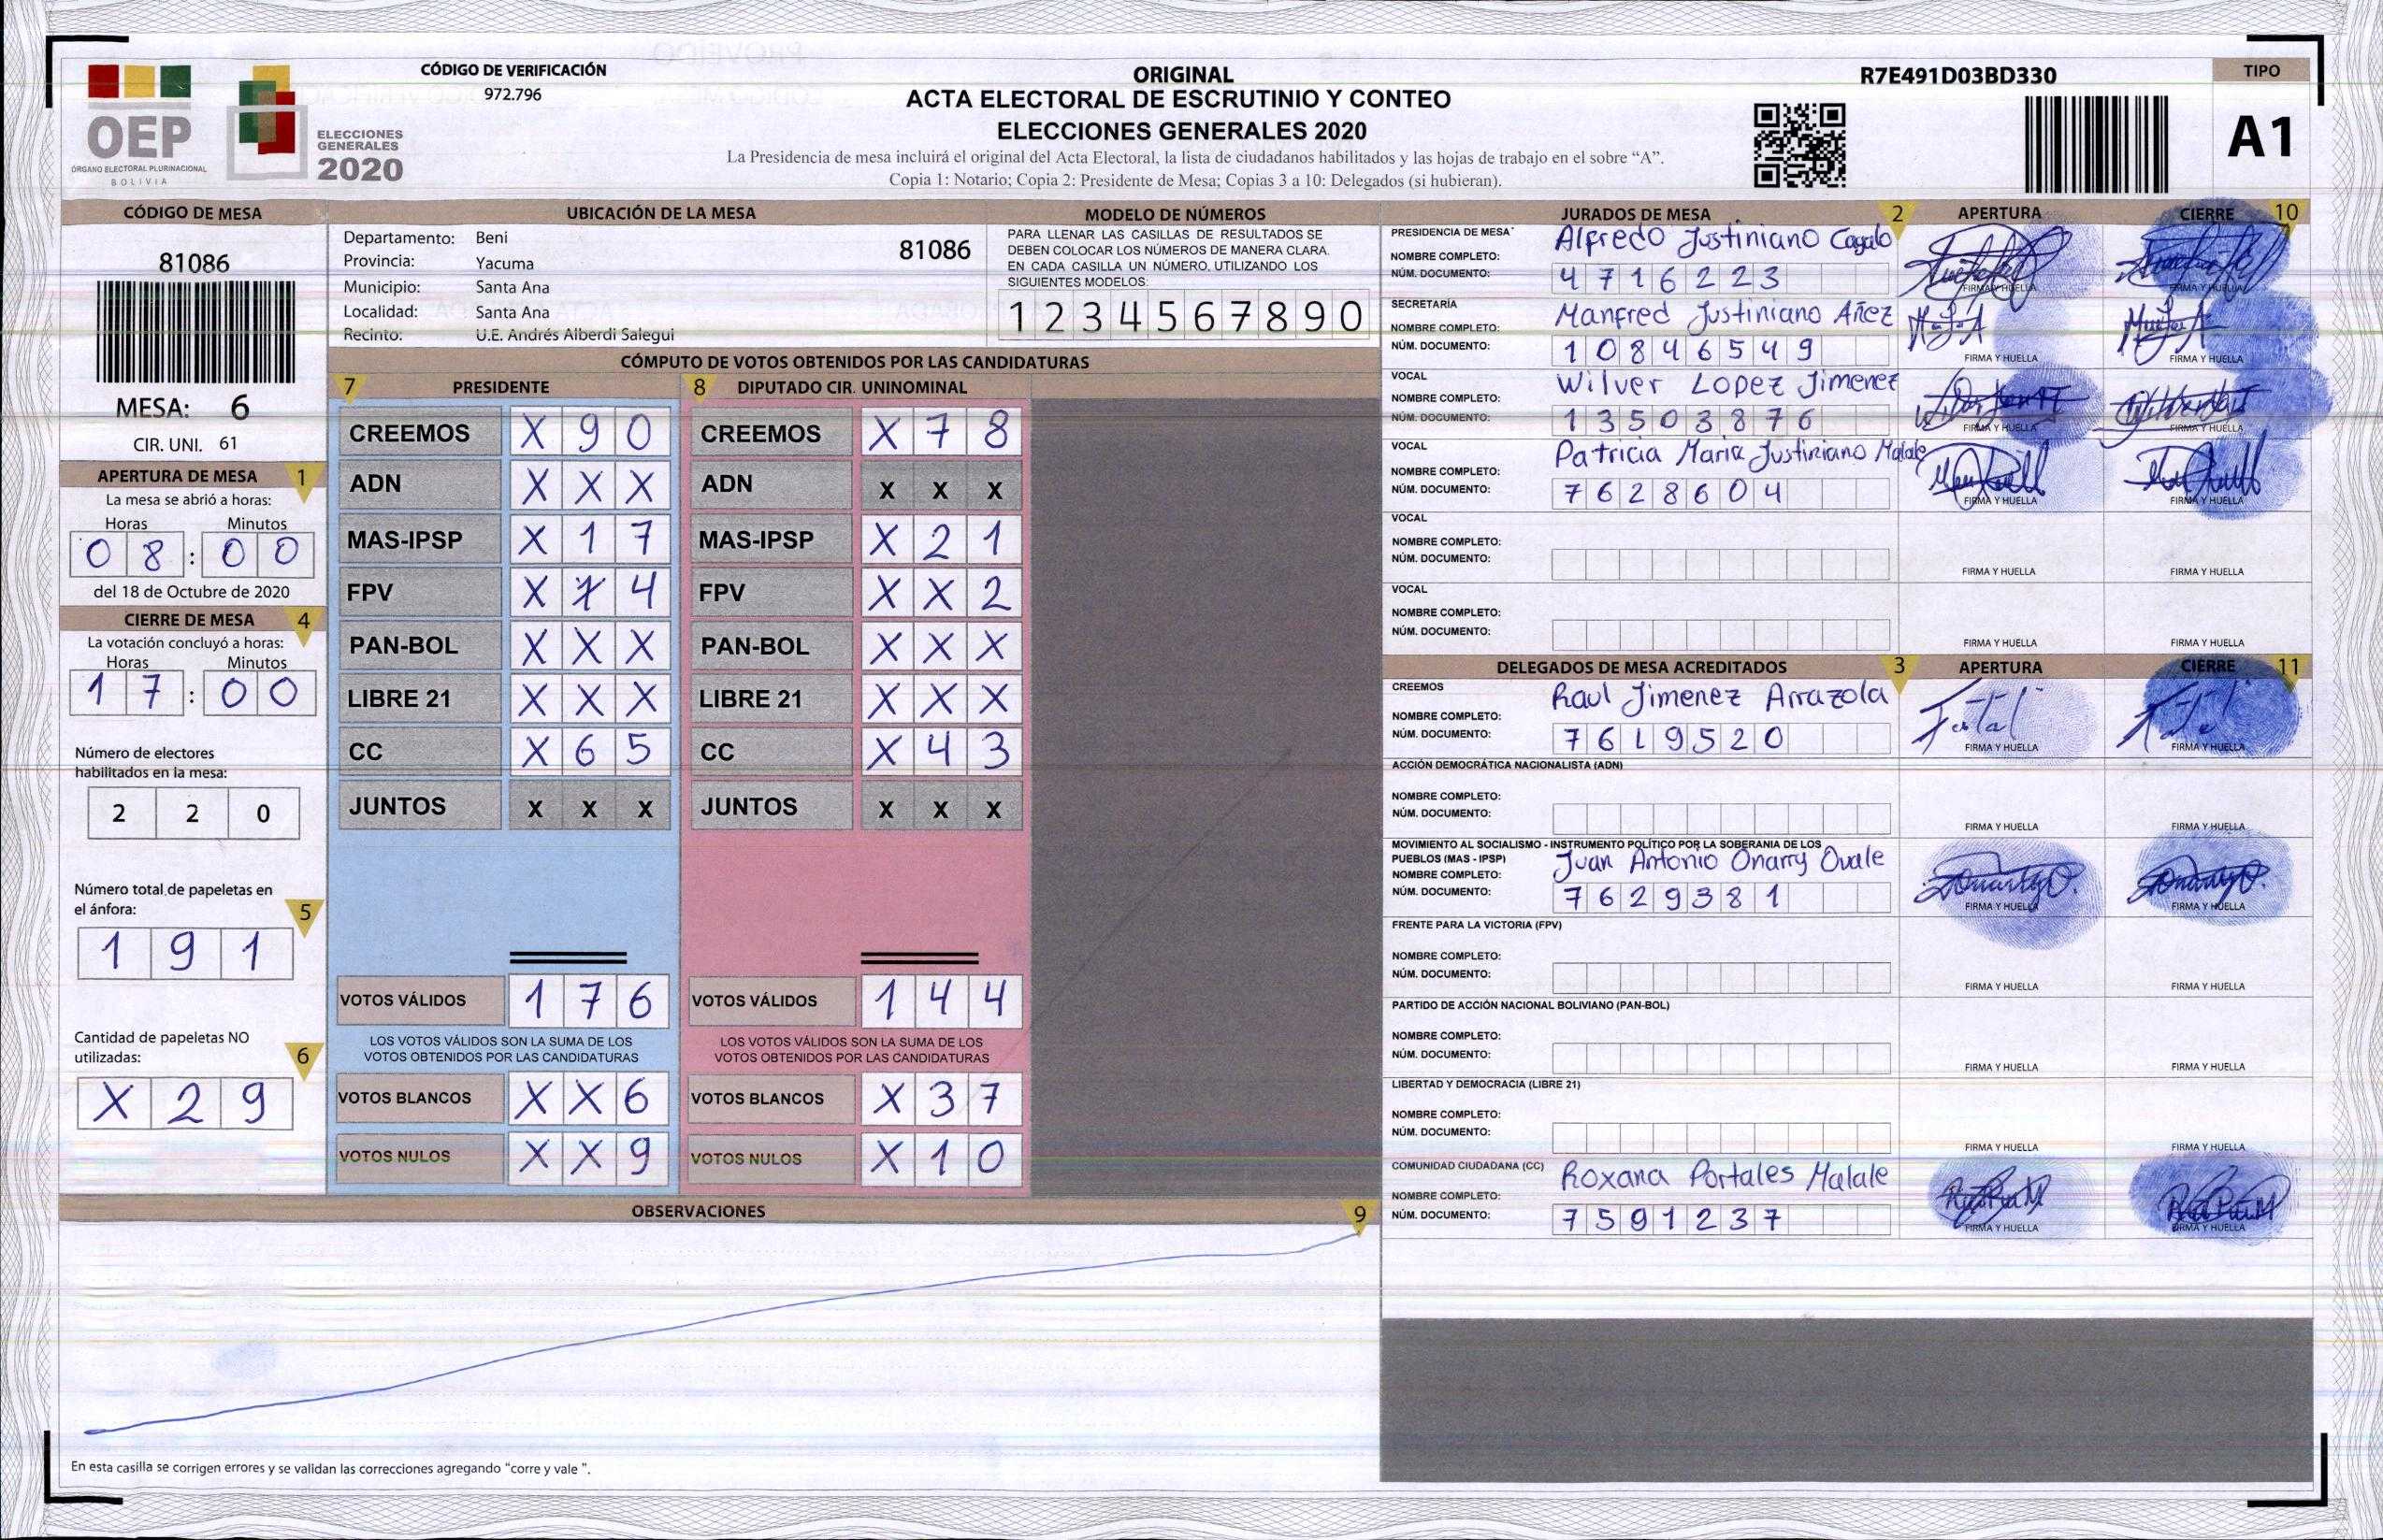 CÓDIGO DE VERIFICACIÓN
972.796
OEP
ÓRGANO ELECTORAL PLURINACIONAL
BOLIVIA
ELECCIONES
GENERALES
2020
ORIGINAL
ACTA ELECTORAL DE ESCRUTINIO Y CONTEO
ELECCIONES GENERALES 2020
La Presidencia de mesa incluirá el original del Acta Electoral, la lista de ciudadanos habilitados y las hojas de trabajo en el sobre “A”.
Copia 1: Notario; Copia 2: Presidente de Mesa; Copias 3 a 10: Delegados (si hubieran).
R7E491D03BD330
TIPO
A1
CÓDIGO DE MESA
81086
MESA: 6
CIR. UNI. 61
APERTURA DE MESA 1
La mesa se abrió a horas:
Horas Minutos
0 8 : 0 0
del 18 de Octubre de 2020
CIERRE DE MESA 4
La votación concluyó a horas:
Horas Minutos
1 7 : 0 0
Número de electores
habilitados en la mesa:
2 2 0
Número total de papeletas en
el ánfora: 5
1 9 1
Cantidad de papeletas NO
utilizadas: 6
X 2 9
UBICACIÓN DE LA MESA
Departamento: Beni 81086
Provincia: Yacuma
Municipio: Santa Ana
Localidad: Santa Ana
Recinto: U.E. Andrés Alberdi Salegui
MODELO DE NÚMEROS
PARA LLENAR LAS CASILLAS DE RESULTADOS SE
DEBEN COLOCAR LOS NÚMEROS DE MANERA CLARA.
EN CADA CASILLA UN NÚMERO, UTILIZANDO LOS
SIGUIENTES MODELOS:
1 2 3 4 5 6 7 8 9 0
CÓMPUTO DE VOTOS OBTENIDOS POR LAS CANDIDATURAS
7 PRESIDENTE
CREEMOS X 9 0
ADN X X X
MAS-IPSP X 1 7
FPV X X 4
PAN-BOL X X X
LIBRE 21 X X X
CC X 6 5
JUNTOS X X X
VOTOS VÁLIDOS 1 7 6
LOS VOTOS VÁLIDOS SON LA SUMA DE LOS
VOTOS OBTENIDOS POR LAS CANDIDATURAS
VOTOS BLANCOS X X 6
VOTOS NULOS X X 9
8 DIPUTADO CIR. UNINOMINAL
CREEMOS X 7 8
ADN X X X
MAS-IPSP X 2 1
FPV X X 2
PAN-BOL X X X
LIBRE 21 X X X
CC X 4 3
JUNTOS X X X
VOTOS VÁLIDOS 1 4 4
LOS VOTOS VÁLIDOS SON LA SUMA DE LOS
VOTOS OBTENIDOS POR LAS CANDIDATURAS
VOTOS BLANCOS X 3 7
VOTOS NULOS X 1 0
OBSERVACIONES 9
En esta casilla se corrigen errores y se validan las correcciones agregando "corre y vale ".
JURADOS DE MESA 2 APERTURA CIERRE 10
PRESIDENCIA DE MESA
NOMBRE COMPLETO: Alfredo Justiniano Cayalo
NÚM. DOCUMENTO: 4 7 1 6 2 2 3
FIRMA Y HUELLA FIRMA Y HUELLA
SECRETARÍA
NOMBRE COMPLETO: Manfred Justiniano Añez
NÚM. DOCUMENTO: 1 0 8 4 6 5 4 9
FIRMA Y HUELLA FIRMA Y HUELLA
VOCAL
NOMBRE COMPLETO: Wilver Lopez Jimenez
NÚM. DOCUMENTO: 1 3 5 0 3 8 7 6
FIRMA Y HUELLA FIRMA Y HUELLA
VOCAL
NOMBRE COMPLETO: Patricia Maria Justiniano Malale
NÚM. DOCUMENTO: 7 6 2 8 6 0 4
FIRMA Y HUELLA FIRMA Y HUELLA
VOCAL
NOMBRE COMPLETO:
NÚM. DOCUMENTO:
FIRMA Y HUELLA FIRMA Y HUELLA
VOCAL
NOMBRE COMPLETO:
NÚM. DOCUMENTO:
FIRMA Y HUELLA FIRMA Y HUELLA
DELEGADOS DE MESA ACREDITADOS 3 APERTURA CIERRE 11
CREEMOS
NOMBRE COMPLETO: Raul Jimenez Arrazola
NÚM. DOCUMENTO: 7 6 1 9 5 2 0
FIRMA Y HUELLA FIRMA Y HUELLA
ACCIÓN DEMOCRÁTICA NACIONALISTA (ADN)
NOMBRE COMPLETO:
NÚM. DOCUMENTO:
FIRMA Y HUELLA FIRMA Y HUELLA
MOVIMIENTO AL SOCIALISMO - INSTRUMENTO POLÍTICO POR LA SOBERANIA DE LOS
PUEBLOS (MAS - IPSP)
NOMBRE COMPLETO: Juan Antonio Onarry Ovale
NÚM. DOCUMENTO: 7 6 2 9 3 8 1
FIRMA Y HUELLA FIRMA Y HUELLA
FRENTE PARA LA VICTORIA (FPV)
NOMBRE COMPLETO:
NÚM. DOCUMENTO:
FIRMA Y HUELLA FIRMA Y HUELLA
PARTIDO DE ACCIÓN NACIONAL BOLIVIANO (PAN-BOL)
NOMBRE COMPLETO:
NÚM. DOCUMENTO:
FIRMA Y HUELLA FIRMA Y HUELLA
LIBERTAD Y DEMOCRACIA (LIBRE 21)
NOMBRE COMPLETO:
NÚM. DOCUMENTO:
FIRMA Y HUELLA FIRMA Y HUELLA
COMUNIDAD CIUDADANA (CC)
NOMBRE COMPLETO: Roxana Portales Malale
NÚM. DOCUMENTO: 7 5 9 1 2 3 7
FIRMA Y HUELLA FIRMA Y HUELLA